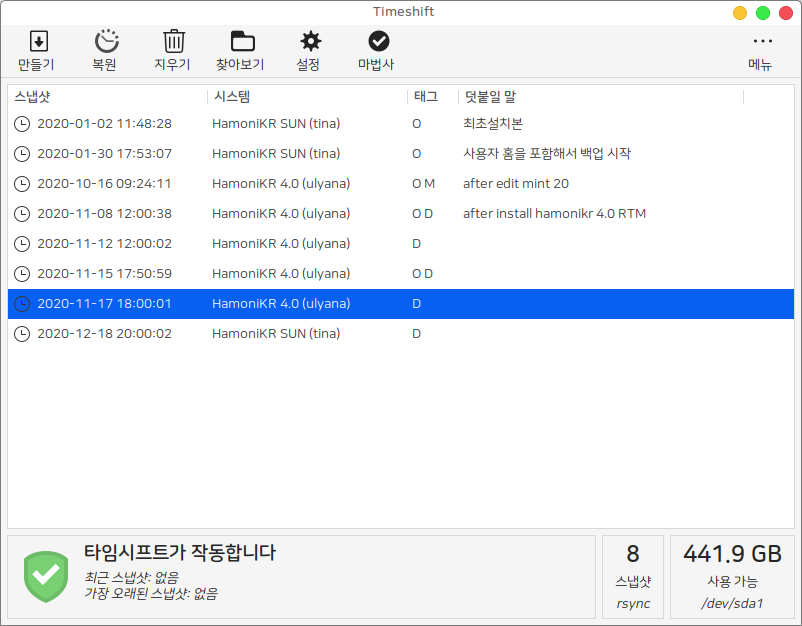 Timeshift
만들기 복원 지우기 찾아보기 설정 마법사 메뉴
스냅샷 시스템 태그 덧붙일 말
2020-01-02 11:48:28 HamoniKR SUN (tina) O 최초설치본
2020-01-30 17:53:07 HamoniKR SUN (tina) O 사용자 홈을 포함해서 백업 시작
2020-10-16 09:24:11 HamoniKR 4.0 (ulyana) O M after edit mint 20
2020-11-08 12:00:38 HamoniKR 4.0 (ulyana) O D after install hamonikr 4.0 RTM
2020-11-12 12:00:02 HamoniKR 4.0 (ulyana) D
2020-11-15 17:50:59 HamoniKR 4.0 (ulyana) O D
2020-11-17 18:00:01 HamoniKR 4.0 (ulyana) D
2020-12-18 20:00:02 HamoniKR SUN (tina) D
타임시프트가 작동합니다
최근 스냅샷: 없음
가장 오래된 스냅샷: 없음
8
스냅샷
rsync
441.9 GB
사용 가능
/dev/sda1